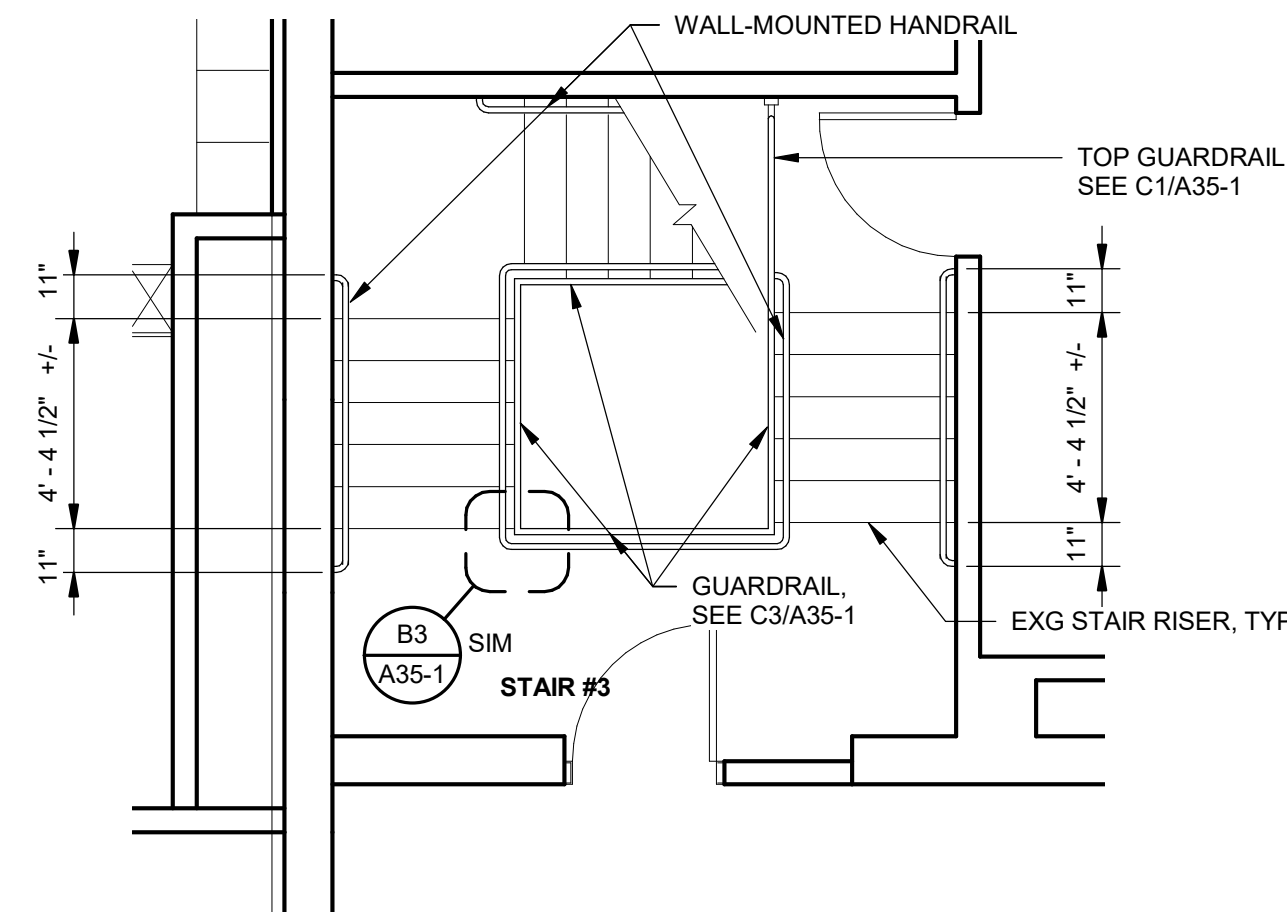 WALL-MOUNTED HANDRAIL
TOP GUARDRAIL
SEE C1/A35-1
11"
4' - 4 1/2" +/-
11"
11"
4' - 4 1/2" +/-
11"
GUARDRAIL,
SEE C3/A35-1
EXG STAIR RISER, TYP
B3
A35-1
SIM
STAIR #3